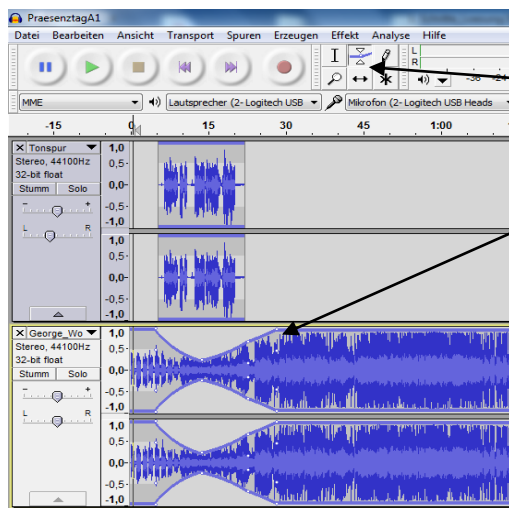 PraesenztagA1
Datei Bearbeiten Ansicht Transport Spuren Erzeugen Effekt Analyse Hilfe
L
R
-36 -24
MME Lautsprecher (2- Logitech USB Mikrofon (2- Logitech USB Heads
-15 0 15 30 45 1:00
X Tonspur
Stereo, 44100Hz
32-bit float
Stumm Solo
- +
L R
1,0
0,5-
0,0-
-0,5-
-1,0
1,0
0,5-
0,0-
-0,5-
-1,0
X George_Wo
Stereo, 44100Hz
32-bit float
Stumm Solo
- +
L R
1,0
0,5-
0,0-
-0,5-
-1,0
1,0
0,5-
0,0-
-0,5-
-1,0